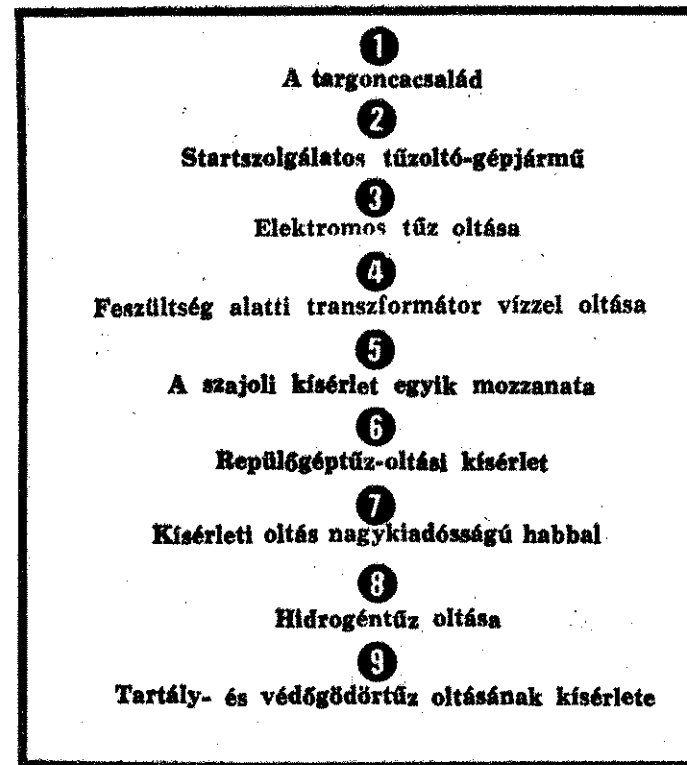 1
A targoncacsalád
2
Startszolgálatos tűzoltó-gépjármű
3
Elektromos tűz oltása
4
Feszültség alatti transzformátor vízzel oltása
5
A szajoli kísérlet egyik mozzanata
6
Repülőgéptűz-oltási kísérlet
7
Kísérleti oltás nagykiadósságú habbal
8
Hidrogéntűz oltása
9
Tartály- és védőgödörtűz oltásának kísérlete